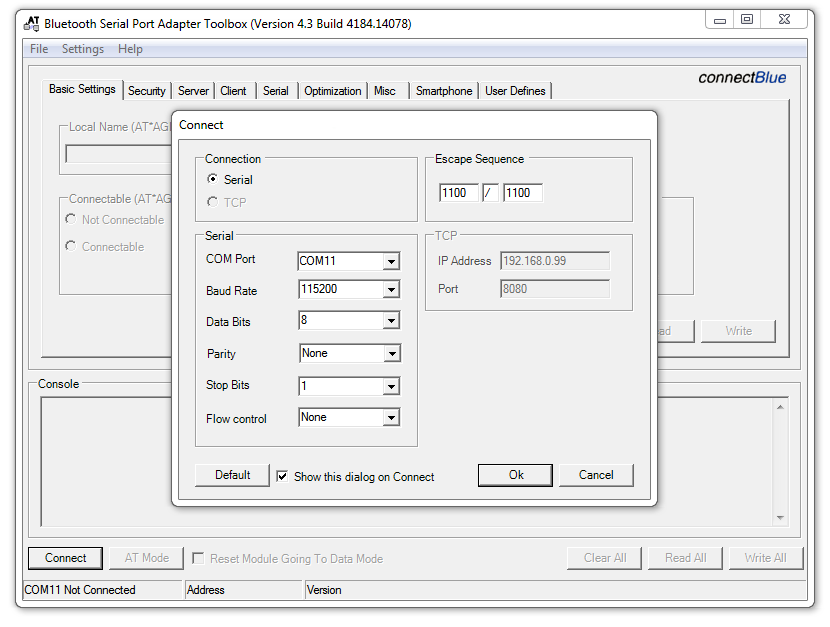 Bluetooth Serial Port Adapter Toolbox (Version 4.3 Build 4184.14078)
File Settings Help
connectBlue
Basic Settings Security Server Client Serial Optimization Misc Smartphone User Defines
Local Name (AT*AG
Connectable (AT*AG
Not Connectable
Connectable
Write
Connect
Connection
Serial
TCP
Escape Sequence
1100 / 1100
Serial
COM Port COM11
Baud Rate 115200
Data Bits 8
Parity None
Stop Bits 1
Flow control None
TCP
IP Address 192.168.0.99
Port 8080
Default Show this dialog on Connect Ok Cancel
Console
Connect AT Mode Reset Module Going To Data Mode Clear All Read All Write All
COM11 Not Connected Address Version